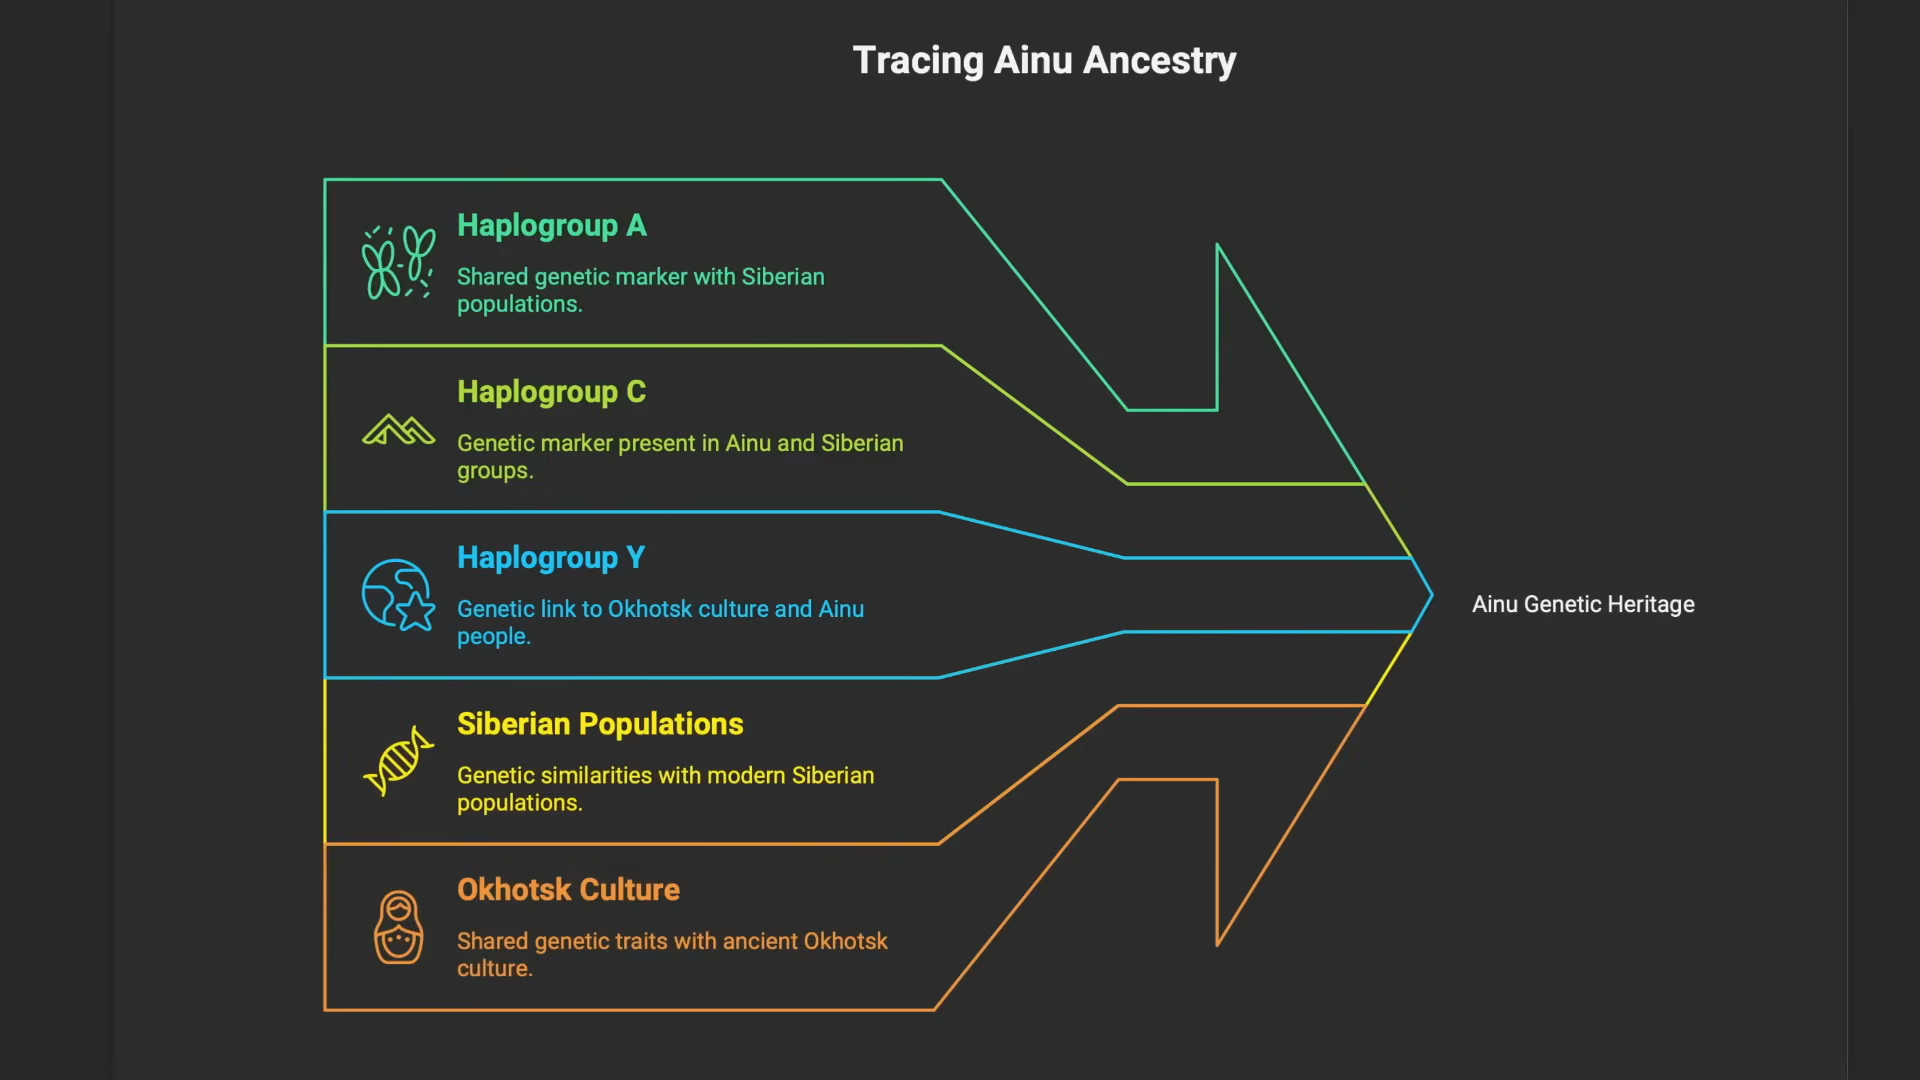 Tracing Ainu Ancestry
Haplogroup A
Shared genetic marker with Siberian
populations.
Haplogroup C
Genetic marker present in Ainu and Siberian
groups.
Haplogroup Y
Genetic link to Okhotsk culture and Ainu
people.
Ainu Genetic Heritage
Siberian Populations
Genetic similarities with modern Siberian
populations.
Okhotsk Culture
Shared genetic traits with ancient Okhotsk
culture.